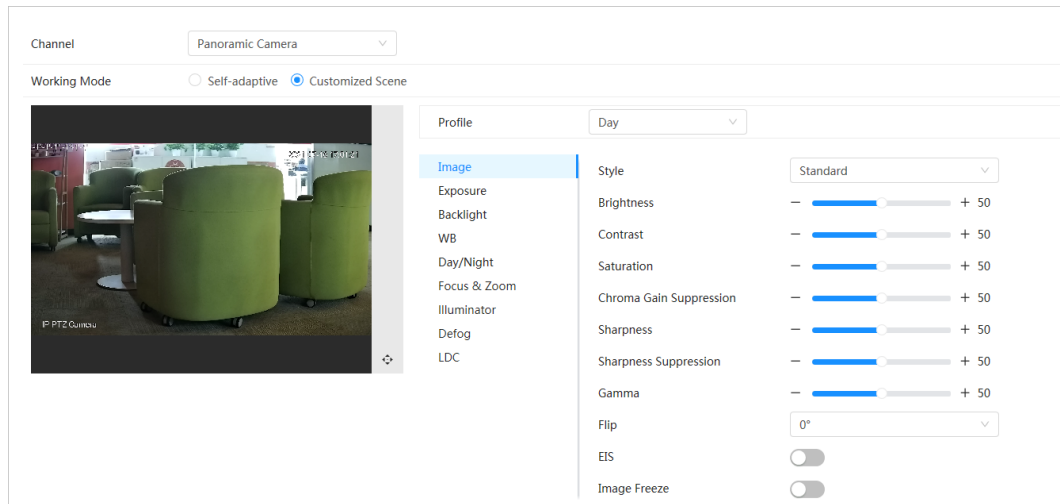 Channel Panoramic Camera
Working Mode Self-adaptive Customized Scene
Profile Day
Image
Exposure
Backlight
WB
Day/Night
Focus & Zoom
Illuminator
Defog
LDC
IP PTZ Camera
Style Standard
Brightness − + 50
Contrast − + 50
Saturation − + 50
Chroma Gain Suppression − + 50
Sharpness − + 50
Sharpness Suppression − + 50
Gamma − + 50
Flip 0°
EIS
Image Freeze